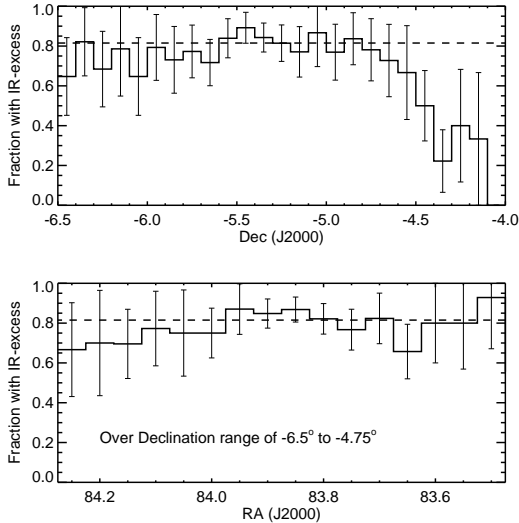 Fraction with IR-excess
1.0
0.8
0.6
0.4
0.2
0.0
-6.5 -6.0 -5.5 -5.0 -4.5 -4.0
Dec (J2000)
Fraction with IR-excess
1.0
0.8
0.6
0.4
0.2
0.0
Over Declination range of -6.5° to -4.75°
84.2 84.0 83.8 83.6
RA (J2000)